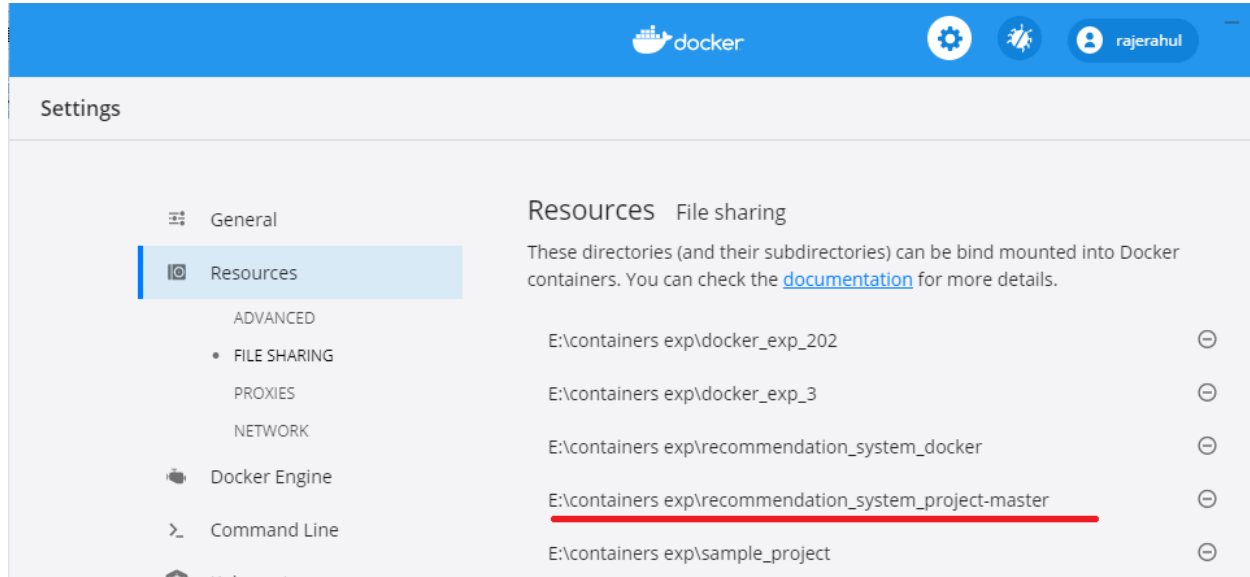 docker
rajerahul
Settings
General
Resources
ADVANCED
FILE SHARING
PROXIES
NETWORK
Docker Engine
Command Line
Resources File sharing
These directories (and their subdirectories) can be bind mounted into Docker
containers. You can check the documentation for more details.
E:\containers exp\docker_exp_202
E:\containers exp\docker_exp_3
E:\containers exp\recommendation_system_docker
E:\containers exp\recommendation_system_project-master
E:\containers exp\sample_project